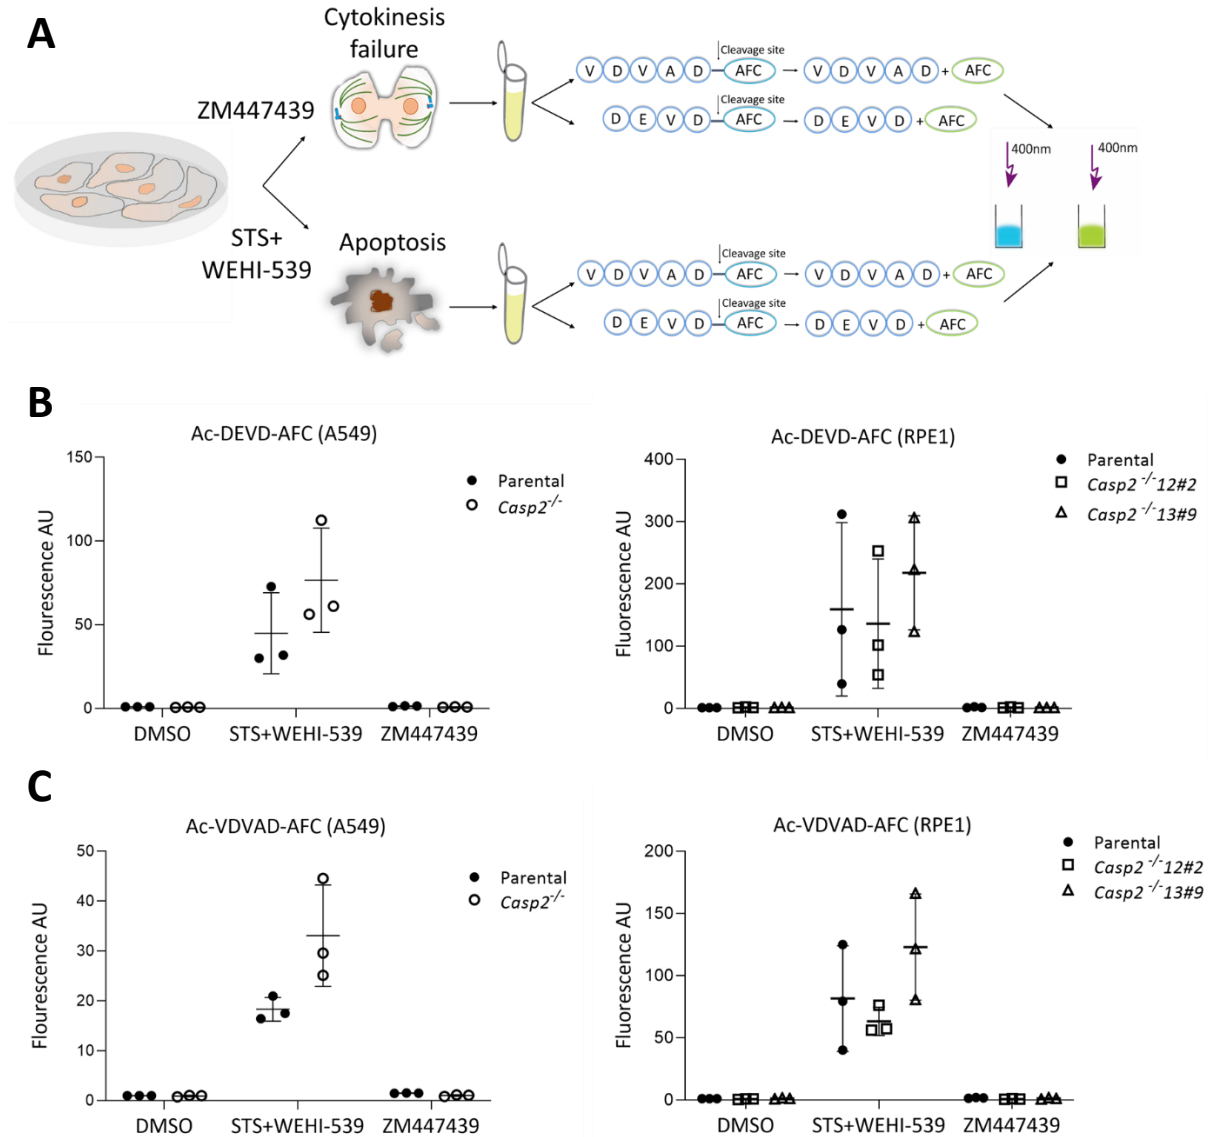 A
Cytokinesis
failure
ZM447439
Cleavage site
V D V A D AFC V D V A D + AFC
Cleavage site
D E V D AFC D E V D + AFC
400nm 400nm
STS+
WEHI-539
Apoptosis
Cleavage site
V D V A D AFC V D V A D + AFC
Cleavage site
D E V D AFC D E V D + AFC
B
Ac-DEVD-AFC (A549)
Flourescence AU
150
100
50
0
DMSO STS+WEHI-539 ZM447439
Parental
Casp2-/-
Ac-DEVD-AFC (RPE1)
Fluorescence AU
400
300
200
100
0
DMSO STS+WEHI-539 ZM447439
Parental
Casp2 -/-12#2
Casp2 -/-13#9
C
Ac-VDVAD-AFC (A549)
Flourescence AU
50
40
30
20
10
0
DMSO STS+WEHI-539 ZM447439
Parental
Casp2-/-
Ac-VDVAD-AFC (RPE1)
Fluorescence AU
200
150
100
50
0
DMSO STS+WEHI-539 ZM447439
Parental
Casp2 -/-12#2
Casp2 -/-13#9